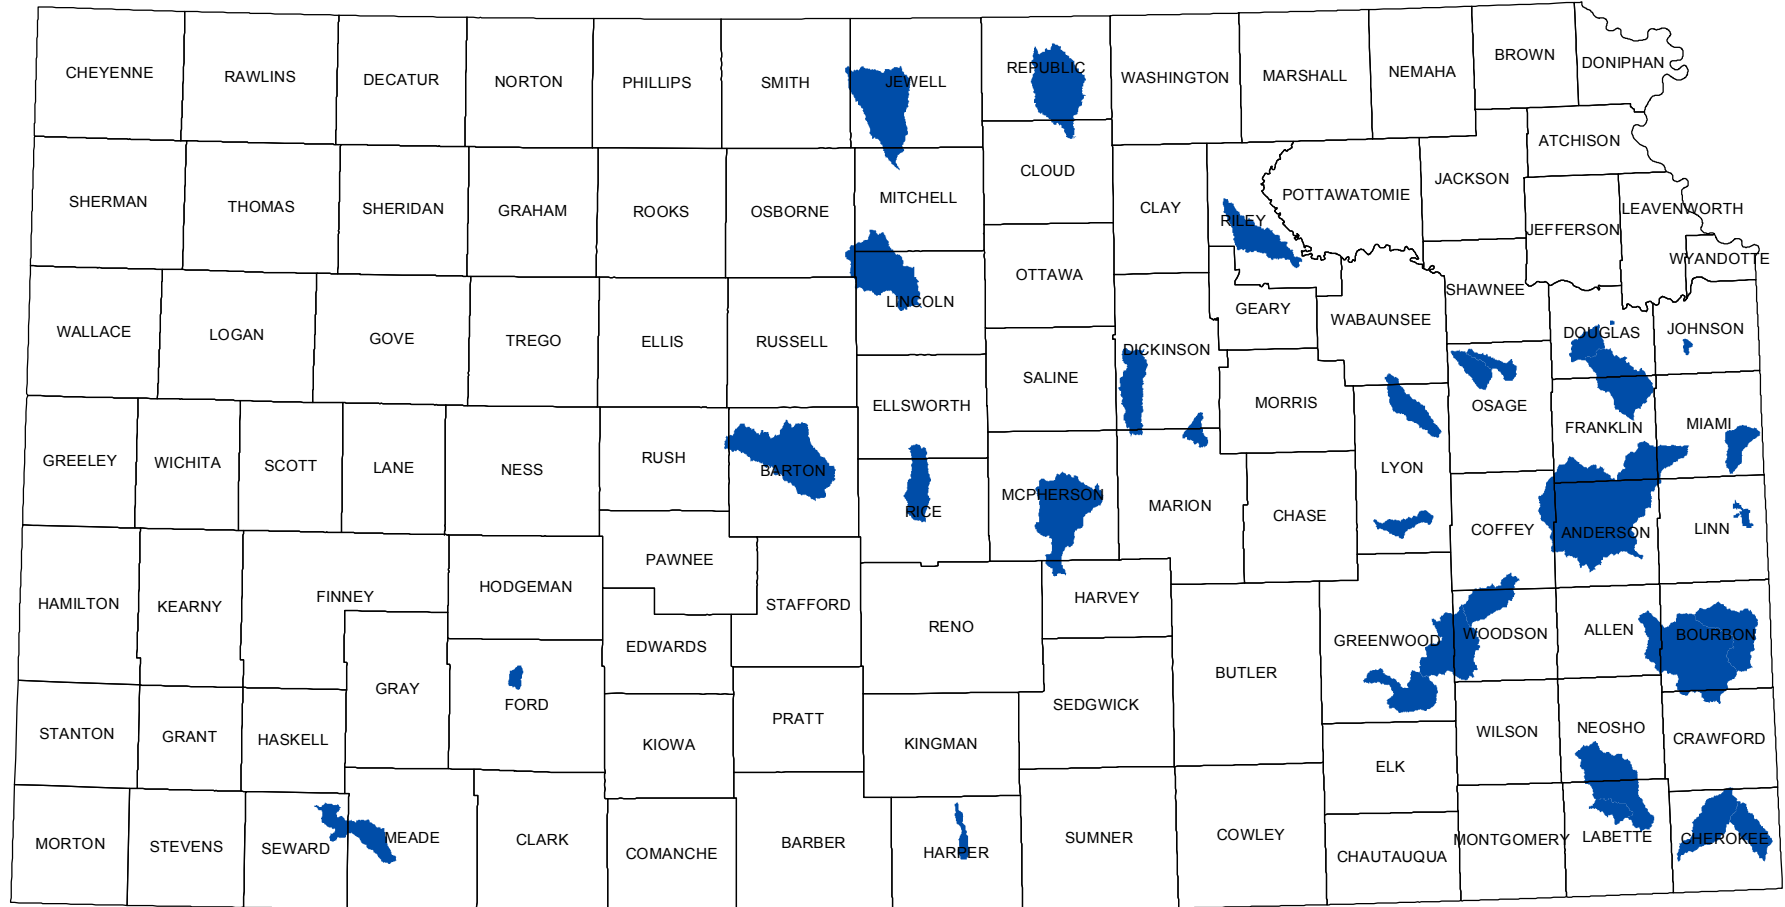 CHEYENNE
RAWLINS
DECATUR
NORTON
PHILLIPS
SMITH
JEWELL
REPUBLIC
WASHINGTON
MARSHALL
NEMAHA
BROWN
DONIPHAN
SHERMAN
THOMAS
SHERIDAN
GRAHAM
ROOKS
OSBORNE
MITCHELL
CLOUD
CLAY
RILEY
POTTAWATOMIE
JACKSON
ATCHISON
JEFFERSON
LEAVENWORTH
WYANDOTTE
WALLACE
LOGAN
GOVE
TREGO
ELLIS
RUSSELL
LINCOLN
OTTAWA
DICKINSON
GEARY
WABAUNSEE
SHAWNEE
DOUGLAS
JOHNSON
ELLSWORTH
SALINE
MORRIS
OSAGE
FRANKLIN
MIAMI
GREELEY
WICHITA
SCOTT
LANE
NESS
RUSH
BARTON
RICE
MCPHERSON
MARION
CHASE
LYON
COFFEY
ANDERSON
LINN
HAMILTON
KEARNY
FINNEY
HODGEMAN
PAWNEE
STAFFORD
RENO
HARVEY
GREENWOOD
WOODSON
ALLEN
BOURBON
EDWARDS
GRAY
FORD
PRATT
KINGMAN
SEDGWICK
BUTLER
STANTON
GRANT
HASKELL
KIOWA
ELK
WILSON
NEOSHO
CRAWFORD
MORTON
STEVENS
SEWARD
MEADE
CLARK
COMANCHE
BARBER
HARPER
SUMNER
COWLEY
CHAUTAUQUA
MONTGOMERY
LABETTE
CHEROKEE